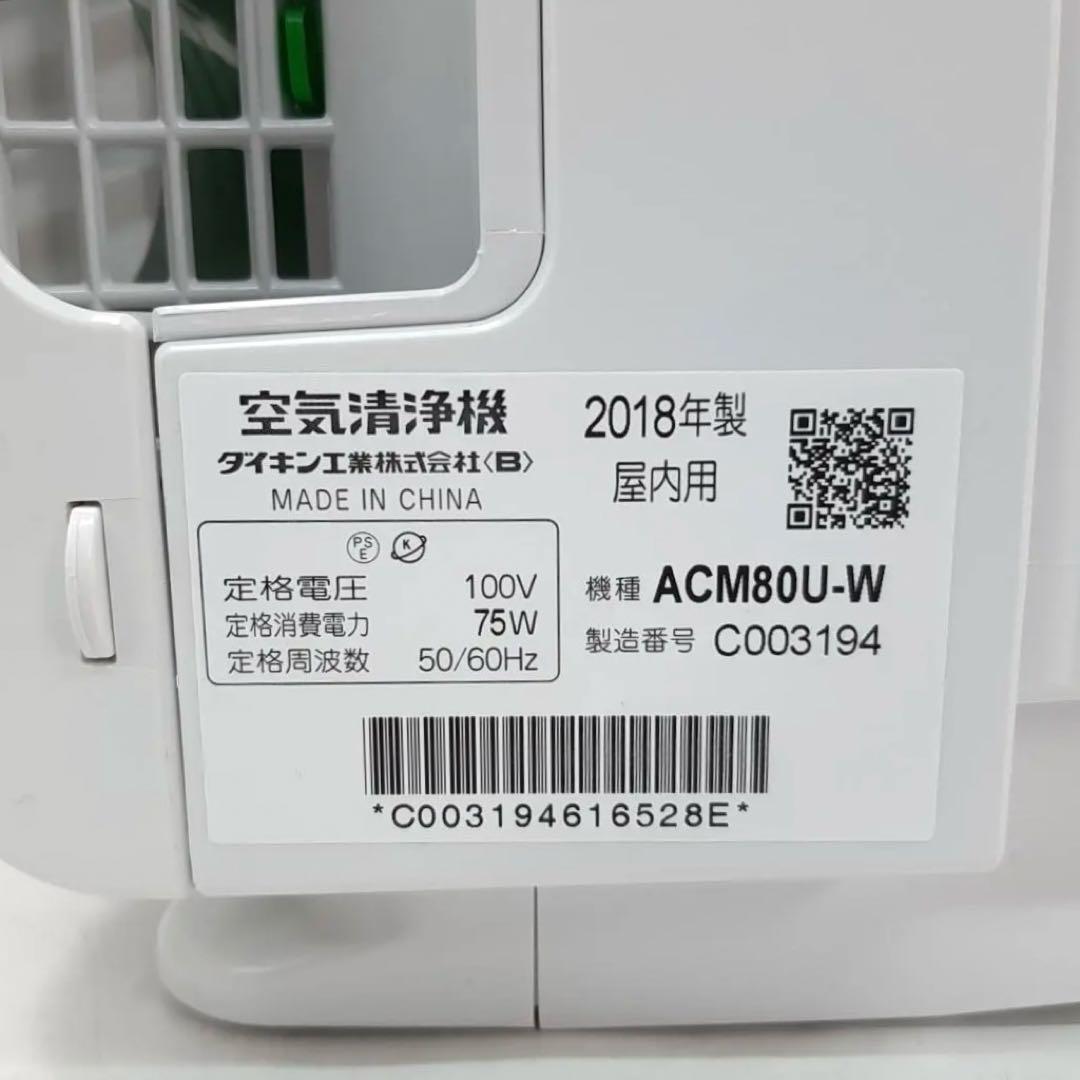 空気清浄機
ダイキン工業株式会社〈B〉
MADE IN CHINA
PS
E
K
定格電圧 100V
定格消費電力 75W
定格周波数 50/60Hz
2018年製
屋内用
機種 ACM80U-W
製造番号 C003194
*C003194616528E*